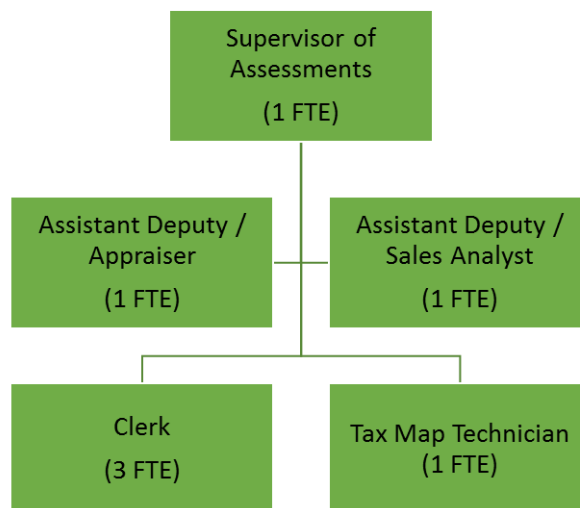 Supervisor of
Assessments
(1 FTE)
Assistant Deputy /
Appraiser
(1 FTE)
Assistant Deputy /
Sales Analyst
(1 FTE)
Clerk
(3 FTE)
Tax Map Technician
(1 FTE)